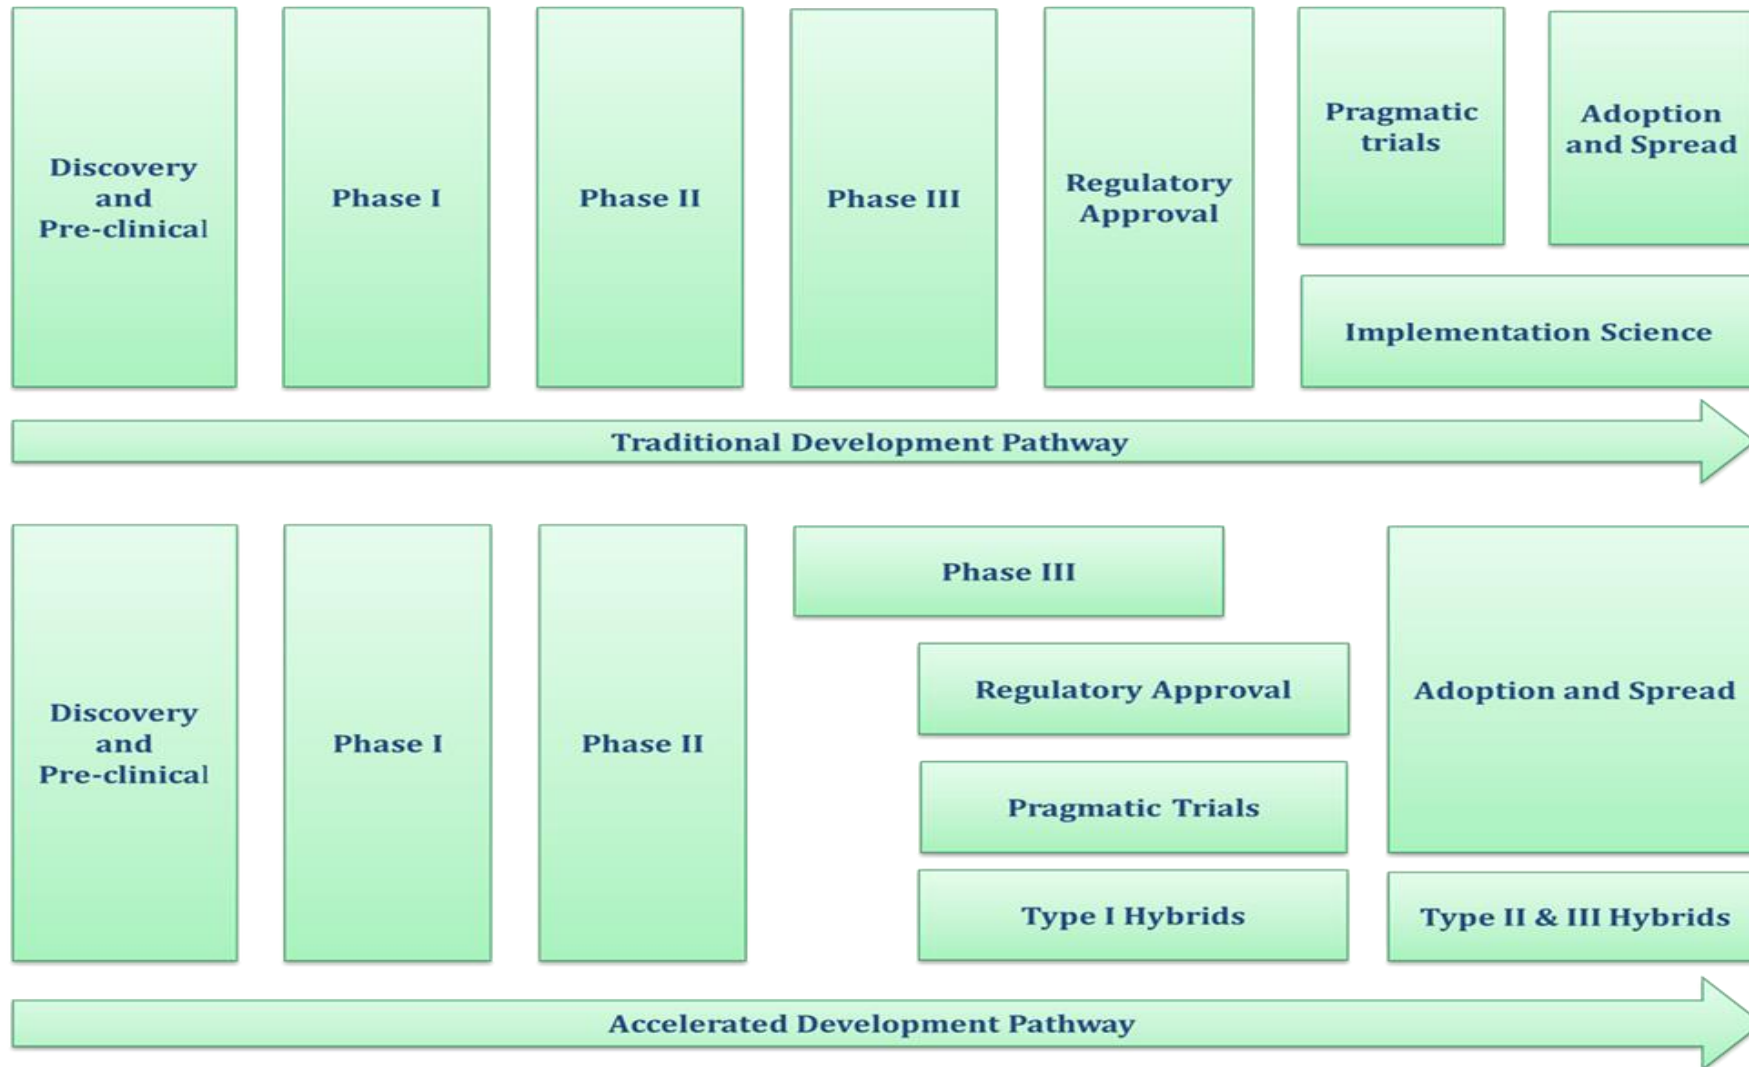 Discovery
and
Pre-clinical
Phase I
Phase II
Phase III
Regulatory
Approval
Pragmatic
trials
Adoption
and Spread
Implementation Science
Traditional Development Pathway
Discovery
and
Pre-clinical
Phase I
Phase II
Phase III
Regulatory Approval
Pragmatic Trials
Type I Hybrids
Adoption and Spread
Type II & III Hybrids
Accelerated Development Pathway